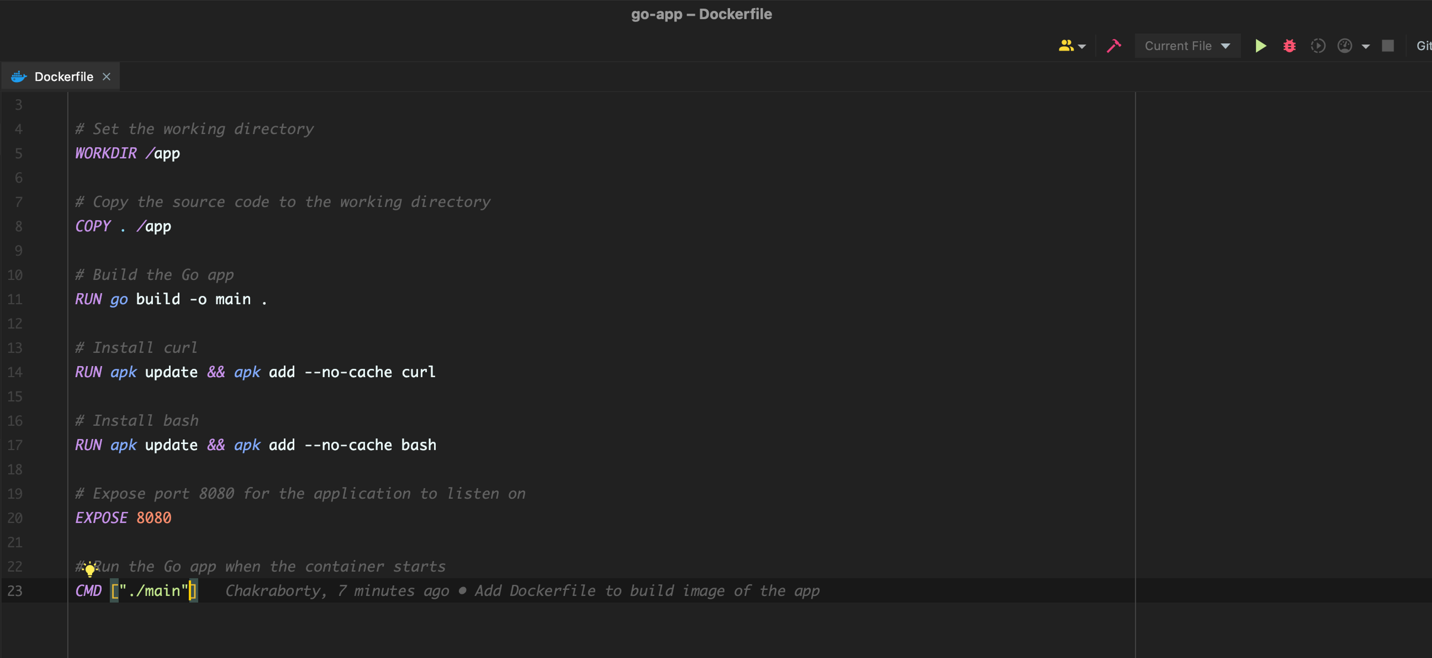 go-app – Dockerfile
Current File
Git
Dockerfile
3
4 # Set the working directory
5 WORKDIR /app
6
7 # Copy the source code to the working directory
8 COPY . /app
9
10 # Build the Go app
11 RUN go build -o main .
12
13 # Install curl
14 RUN apk update && apk add --no-cache curl
15
16 # Install bash
17 RUN apk update && apk add --no-cache bash
18
19 # Expose port 8080 for the application to listen on
20 EXPOSE 8080
21
22 # Run the Go app when the container starts
23 CMD ["./main"] Chakraborty, 7 minutes ago • Add Dockerfile to build image of the app